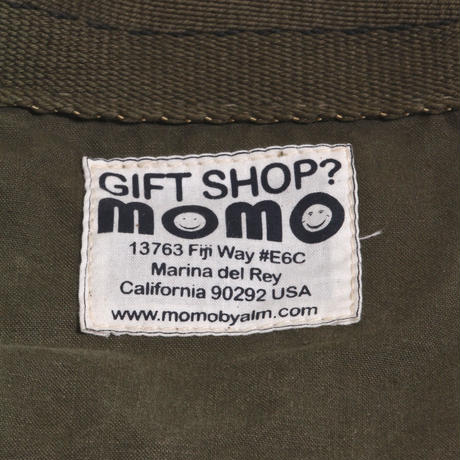 GIFT SHOP?
momo
13763 Fiji Way #E6C
Marina del Rey
California 90292 USA
www.momobyalm.com